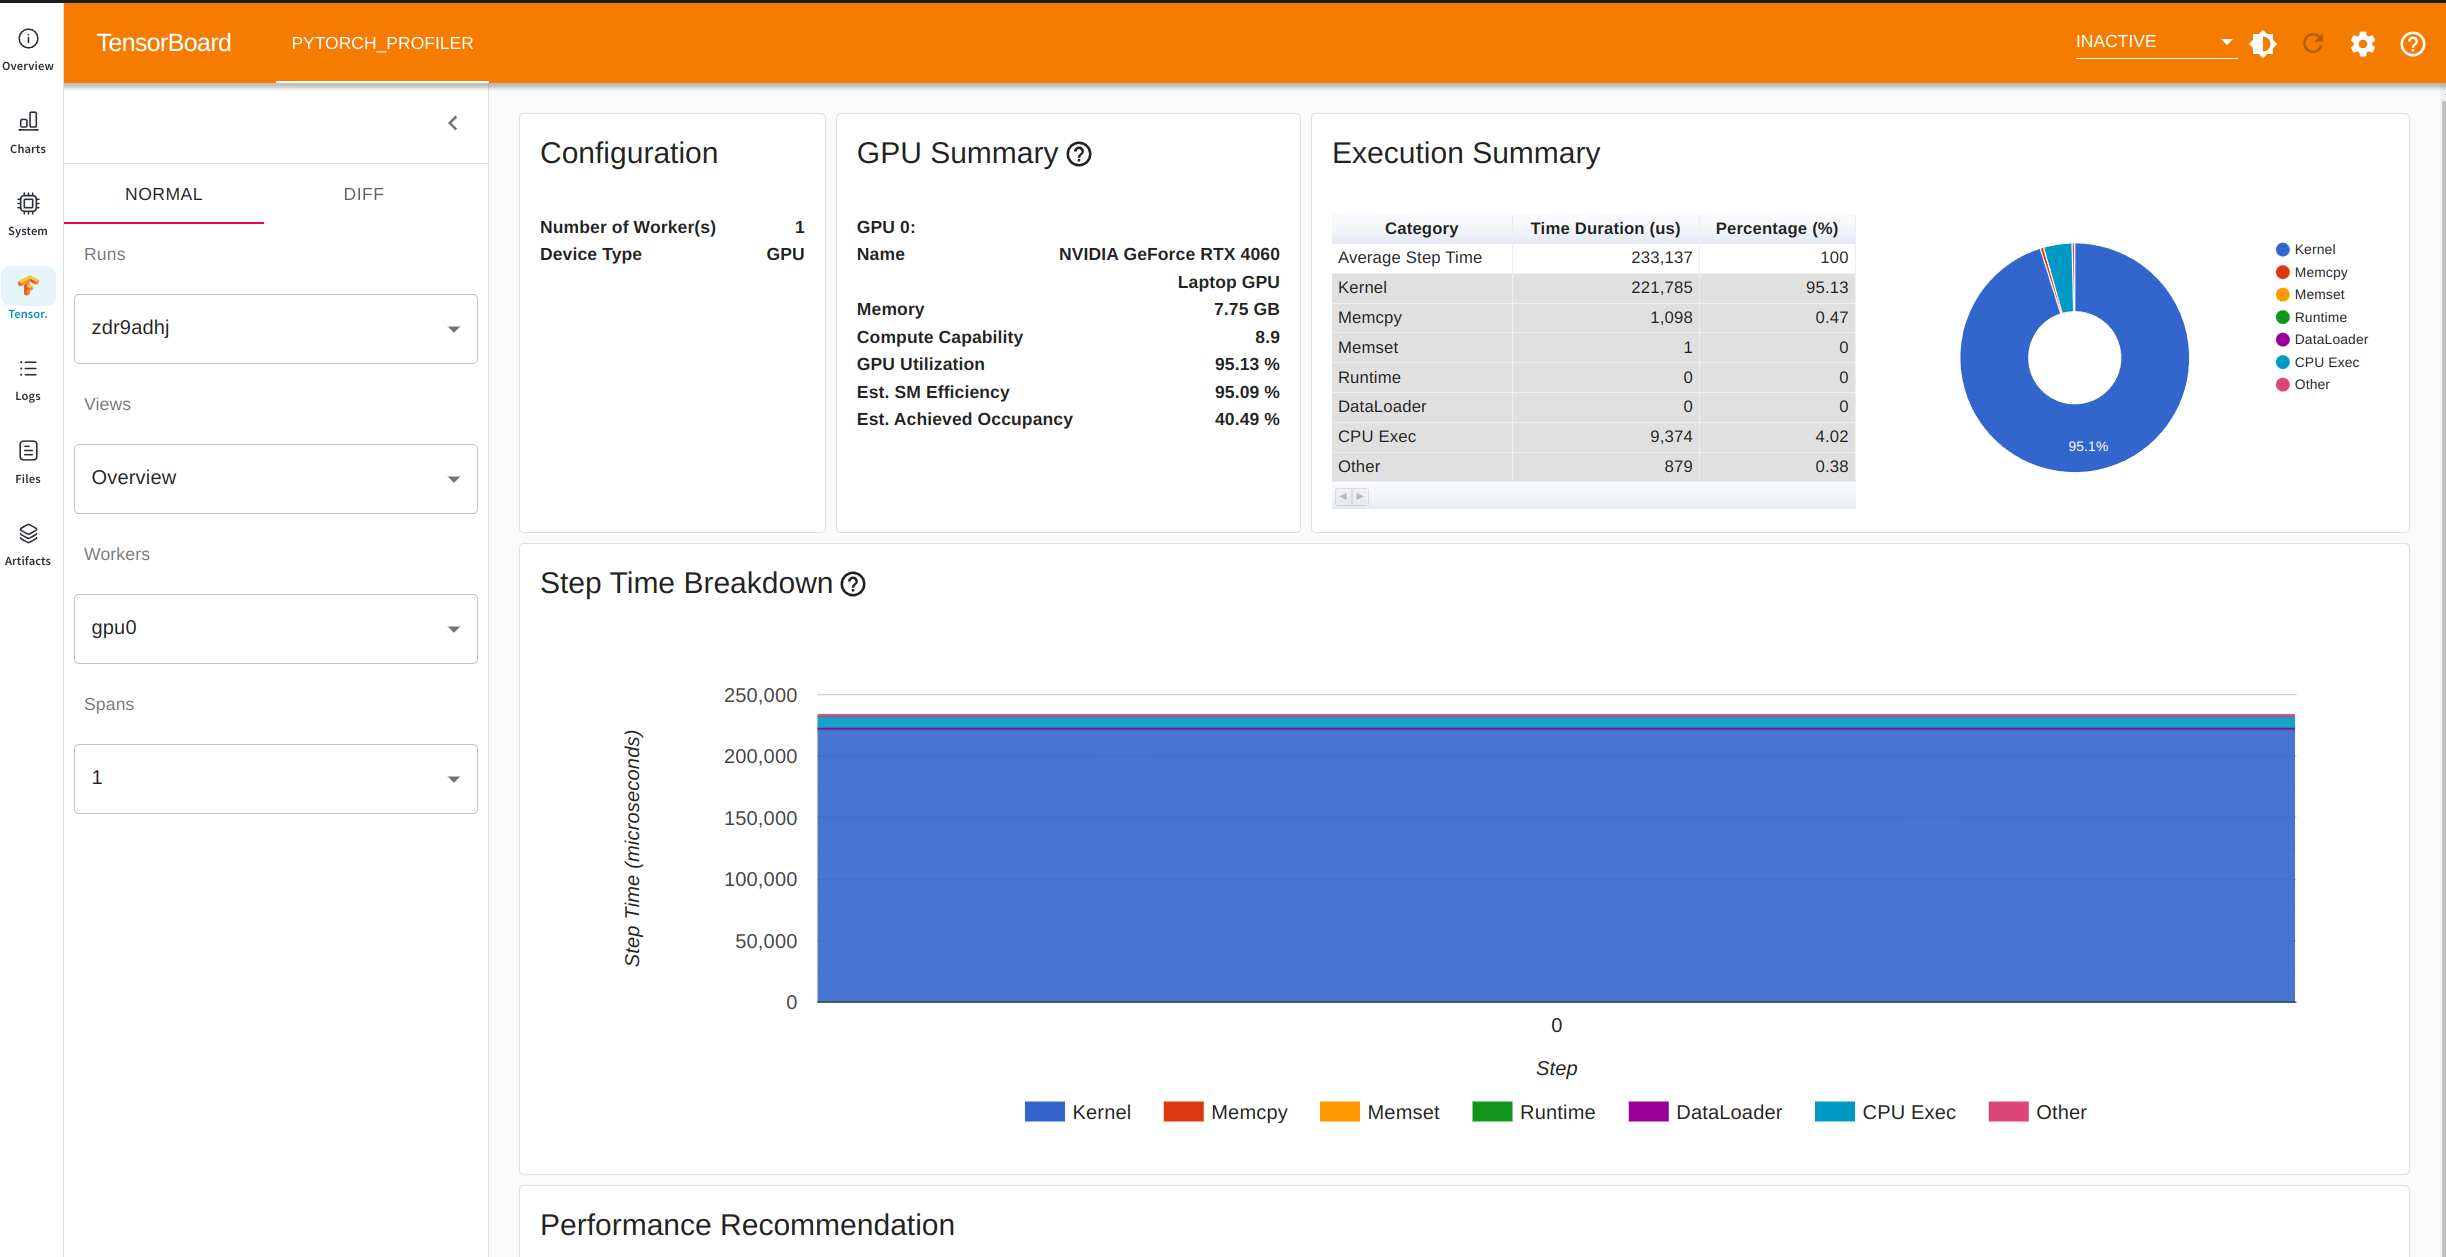 TensorBoard
PYTORCH_PROFILER
INACTIVE
Overview
Charts
System
Tensor.
Logs
Files
Artifacts
NORMAL
DIFF
Runs
zdr9adhj
Views
Overview
Workers
gpu0
Spans
1
Configuration
Number of Worker(s) 1
Device Type GPU
GPU Summary
GPU 0:
Name NVIDIA GeForce RTX 4060
Laptop GPU
Memory 7.75 GB
Compute Capability 8.9
GPU Utilization 95.13 %
Est. SM Efficiency 95.09 %
Est. Achieved Occupancy 40.49 %
Execution Summary
Category Time Duration (us) Percentage (%)
Average Step Time 233,137 100
Kernel 221,785 95.13
Memcpy 1,098 0.47
Memset 1 0
Runtime 0 0
DataLoader 0 0
CPU Exec 9,374 4.02
Other 879 0.38
95.1%
Kernel
Memcpy
Memset
Runtime
DataLoader
CPU Exec
Other
Step Time Breakdown
Step Time (microseconds)
250,000
200,000
150,000
100,000
50,000
0
0
Step
Kernel Memcpy Memset Runtime DataLoader CPU Exec Other
Performance Recommendation